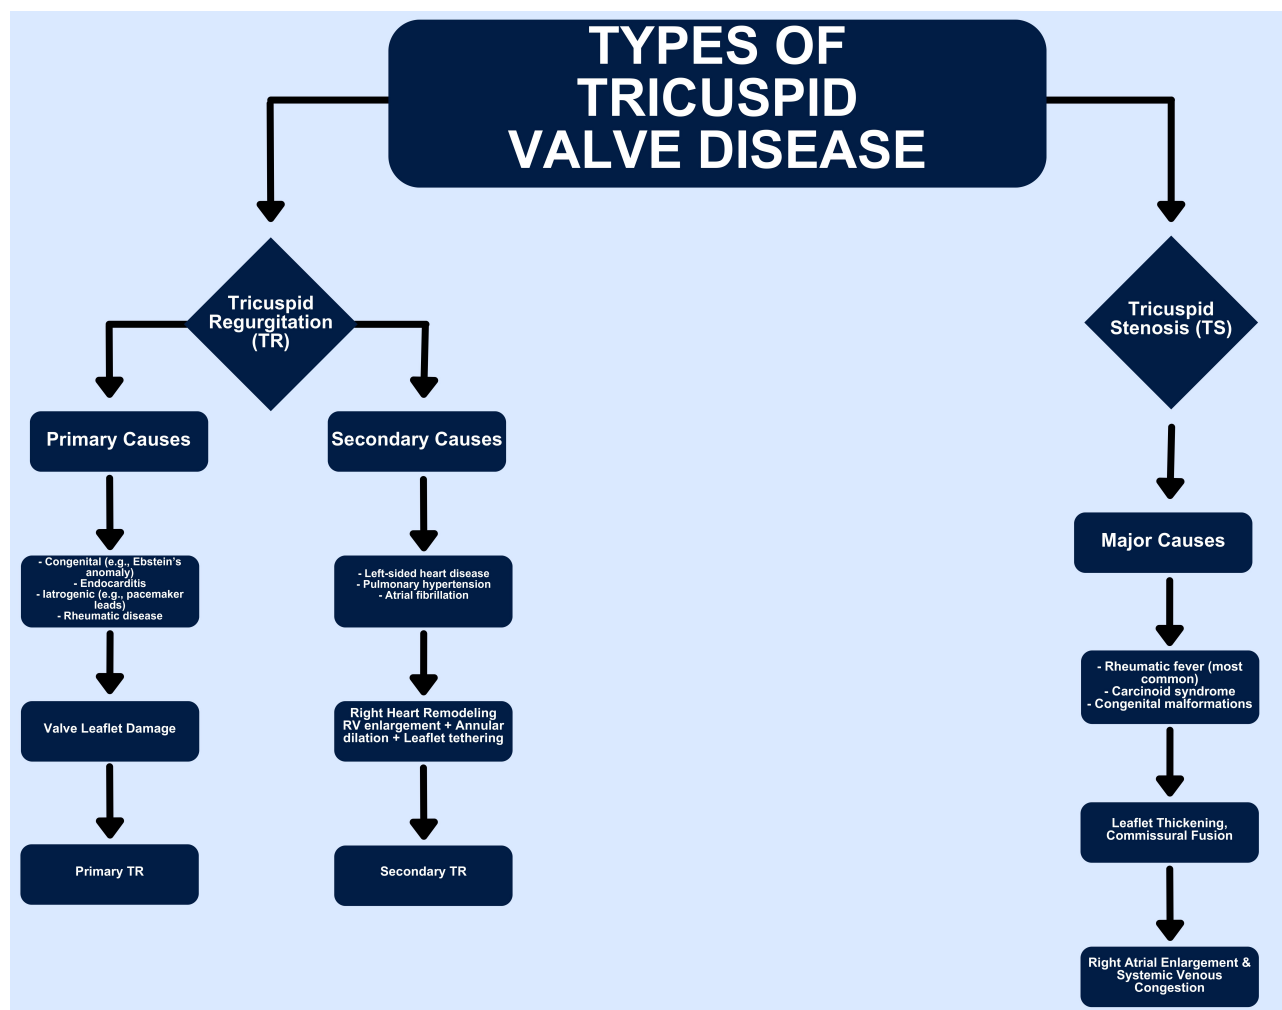 TYPES OF
TRICUSPID
VALVE DISEASE
Tricuspid
Regurgitation
(TR)
Primary Causes
- Congenital (e.g., Ebstein's
anomaly)
- Endocarditis
- Iatrogenic (e.g., pacemaker
leads)
- Rheumatic disease
Valve Leaflet Damage
Primary TR
Secondary Causes
- Left-sided heart disease
- Pulmonary hypertension
- Atrial fibrillation
Right Heart Remodeling
RV enlargement + Annular
dilation + Leaflet tethering
Secondary TR
Tricuspid
Stenosis (TS)
Major Causes
- Rheumatic fever (most
common)
- Carcinoid syndrome
- Congenital malformations
Leaflet Thickening,
Commissural Fusion
Right Atrial Enlargement &
Systemic Venous
Congestion